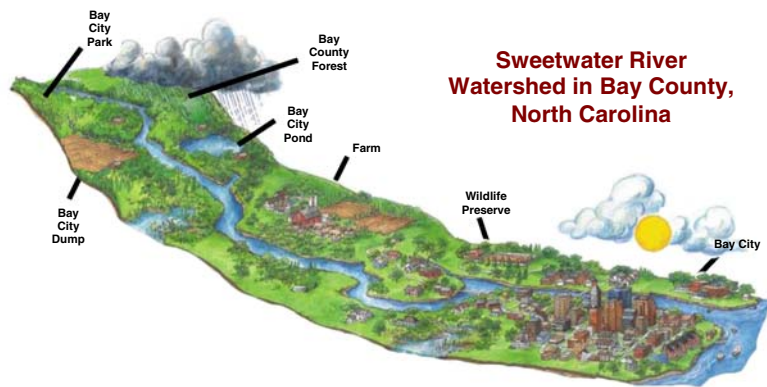 Bay
City
Park
Bay
County
Forest
Sweetwater River
Watershed in Bay County,
North Carolina
Bay
City
Pond
Farm
Wildlife
Preserve
Bay
City
Dump
Bay City